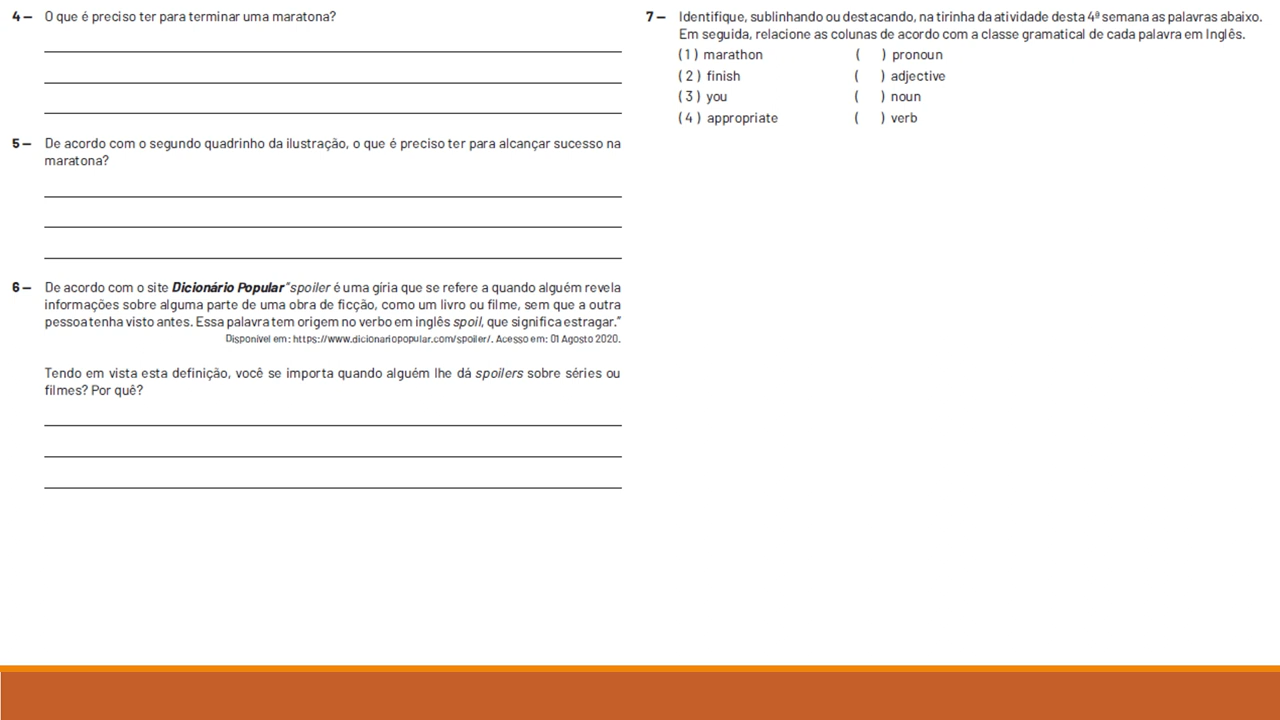 4 – O que é preciso ter para terminar uma maratona?
5 – De acordo com o segundo quadrinho da ilustração, o que é preciso ter para alcançar sucesso na
maratona?
6 – De acordo com o site Dicionário Popular "spoiler é uma gíria que se refere a quando alguém revela
informações sobre alguma parte de uma obra de ficção, como um livro ou filme, sem que a outra
pessoa tenha visto antes. Essa palavra tem origem no verbo em inglês spoil, que significa estragar."
Disponível em: https://www.dicionariopopular.com/spoiler/. Acesso em: 01 Agosto 2020.
Tendo em vista esta definição, você se importa quando alguém lhe dá spoilers sobre séries ou
filmes? Por quê?
7 – Identifique, sublinhando ou destacando, na tirinha da atividade desta 4ª semana as palavras abaixo.
Em seguida, relacione as colunas de acordo com a classe gramatical de cada palavra em Inglês.
( 1 ) marathon ( ) pronoun
( 2 ) finish ( ) adjective
( 3 ) you ( ) noun
( 4 ) appropriate ( ) verb